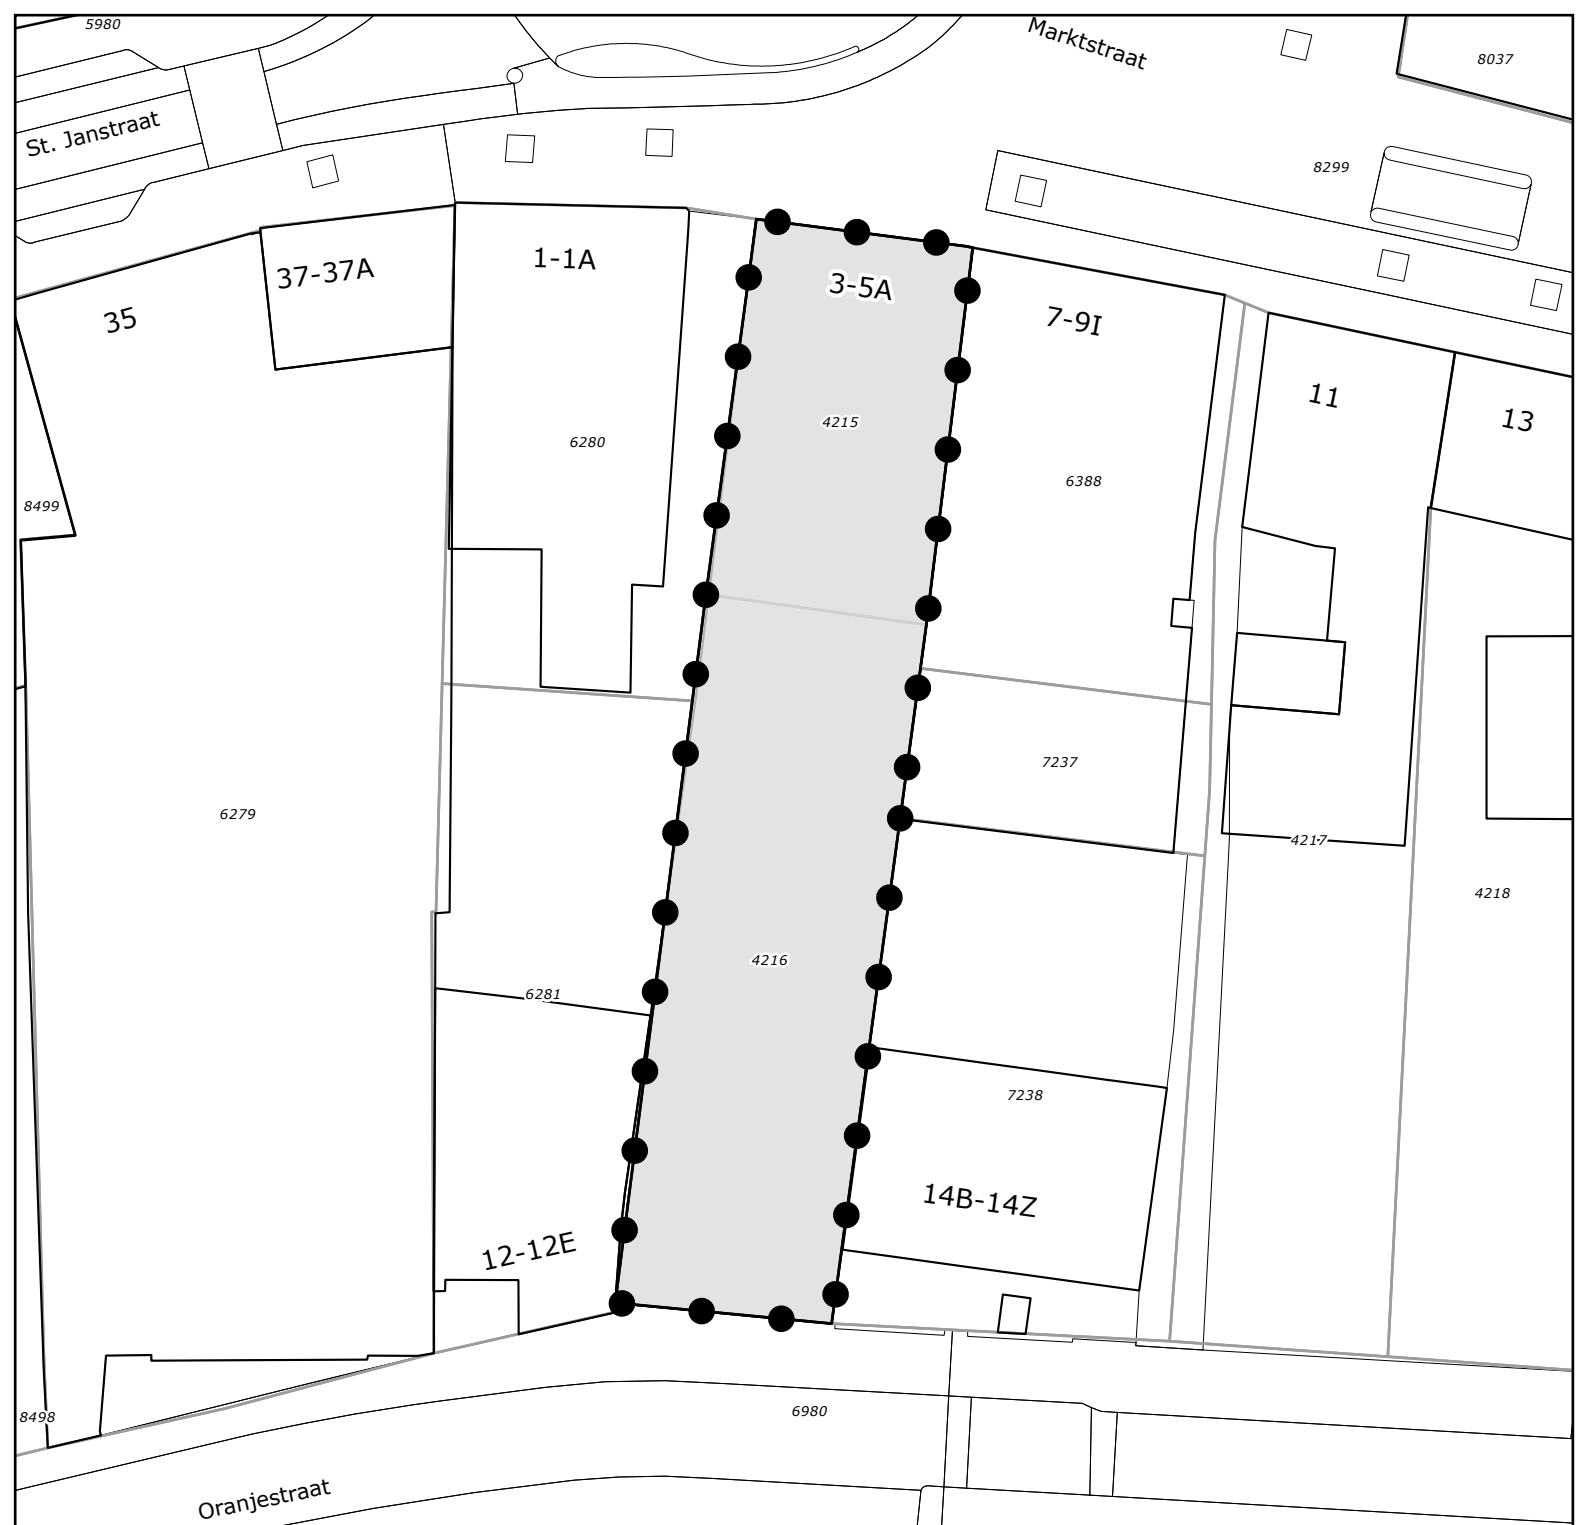 5980
Marktstraat
8037
St. Janstraat
8299
37-37A
1-1A
3-5A
35
7-9I
11
13
4215
6280
6388
8499
7237
6279
4217
4218
4216
6281
7238
14B-14Z
12-12E
8498
6980
Oranjestraat